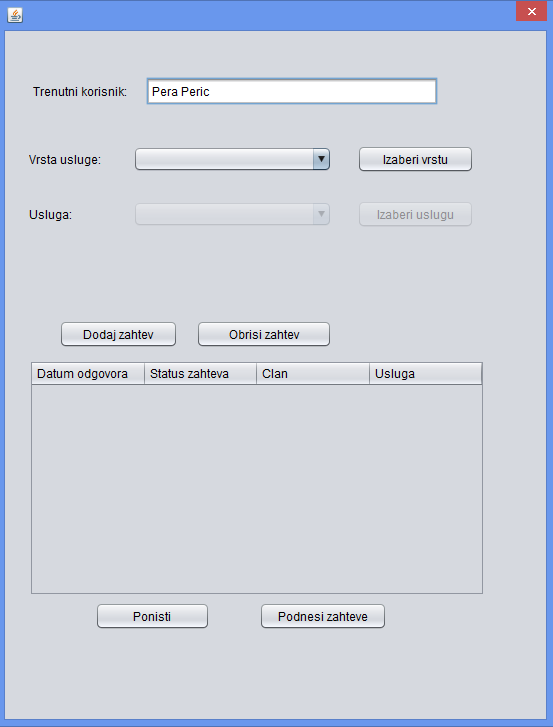 Trenutni korisnik: Pera Peric
Vrsta usluge: Izaberi vrstu
Usluga: Izaberi uslugu
Dodaj zahtev Obrisi zahtev
Datum odgovora Status zahteva Clan Usluga
Ponisti Podnesi zahteve